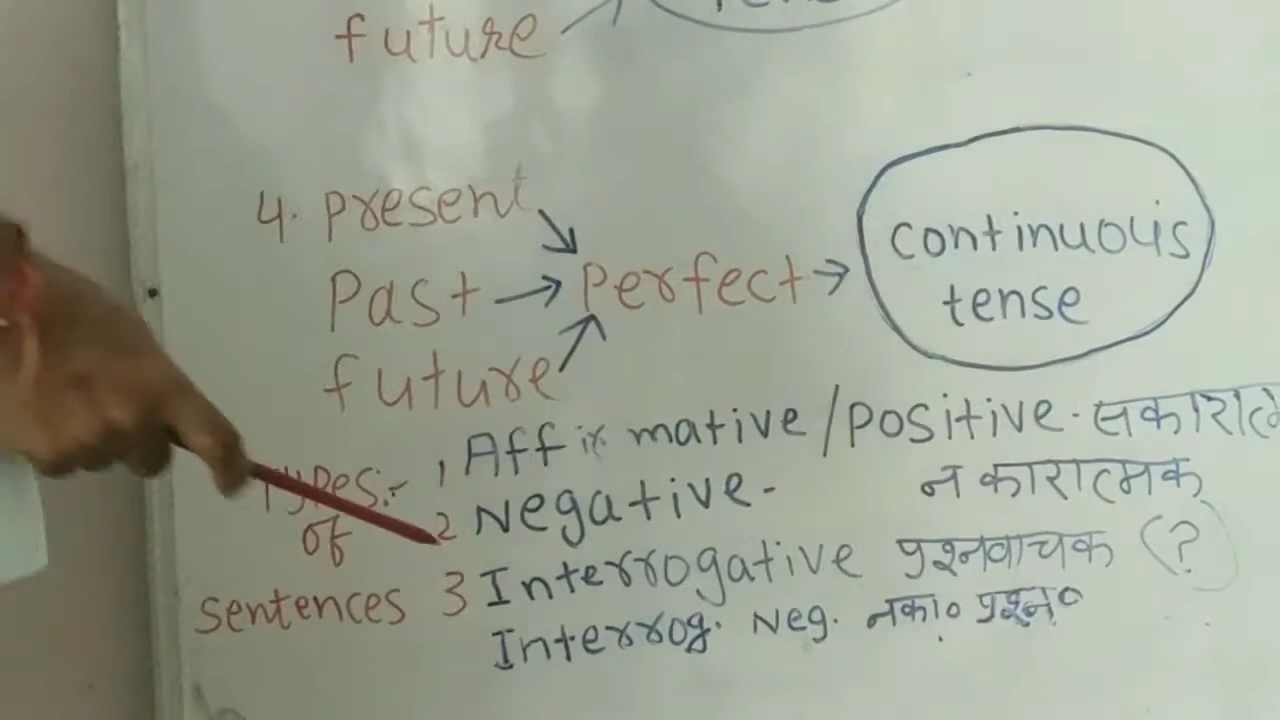 future
4. Present
Past → Perfect → continuous tense
future
Types:- 1, Affirmative / Positive. सकारात्
of 2 Negative - नकारात्मक
sentences 3 Interrogative प्रश्नवाचक (?)
Interrog. Neg. नका० प्रश्न०